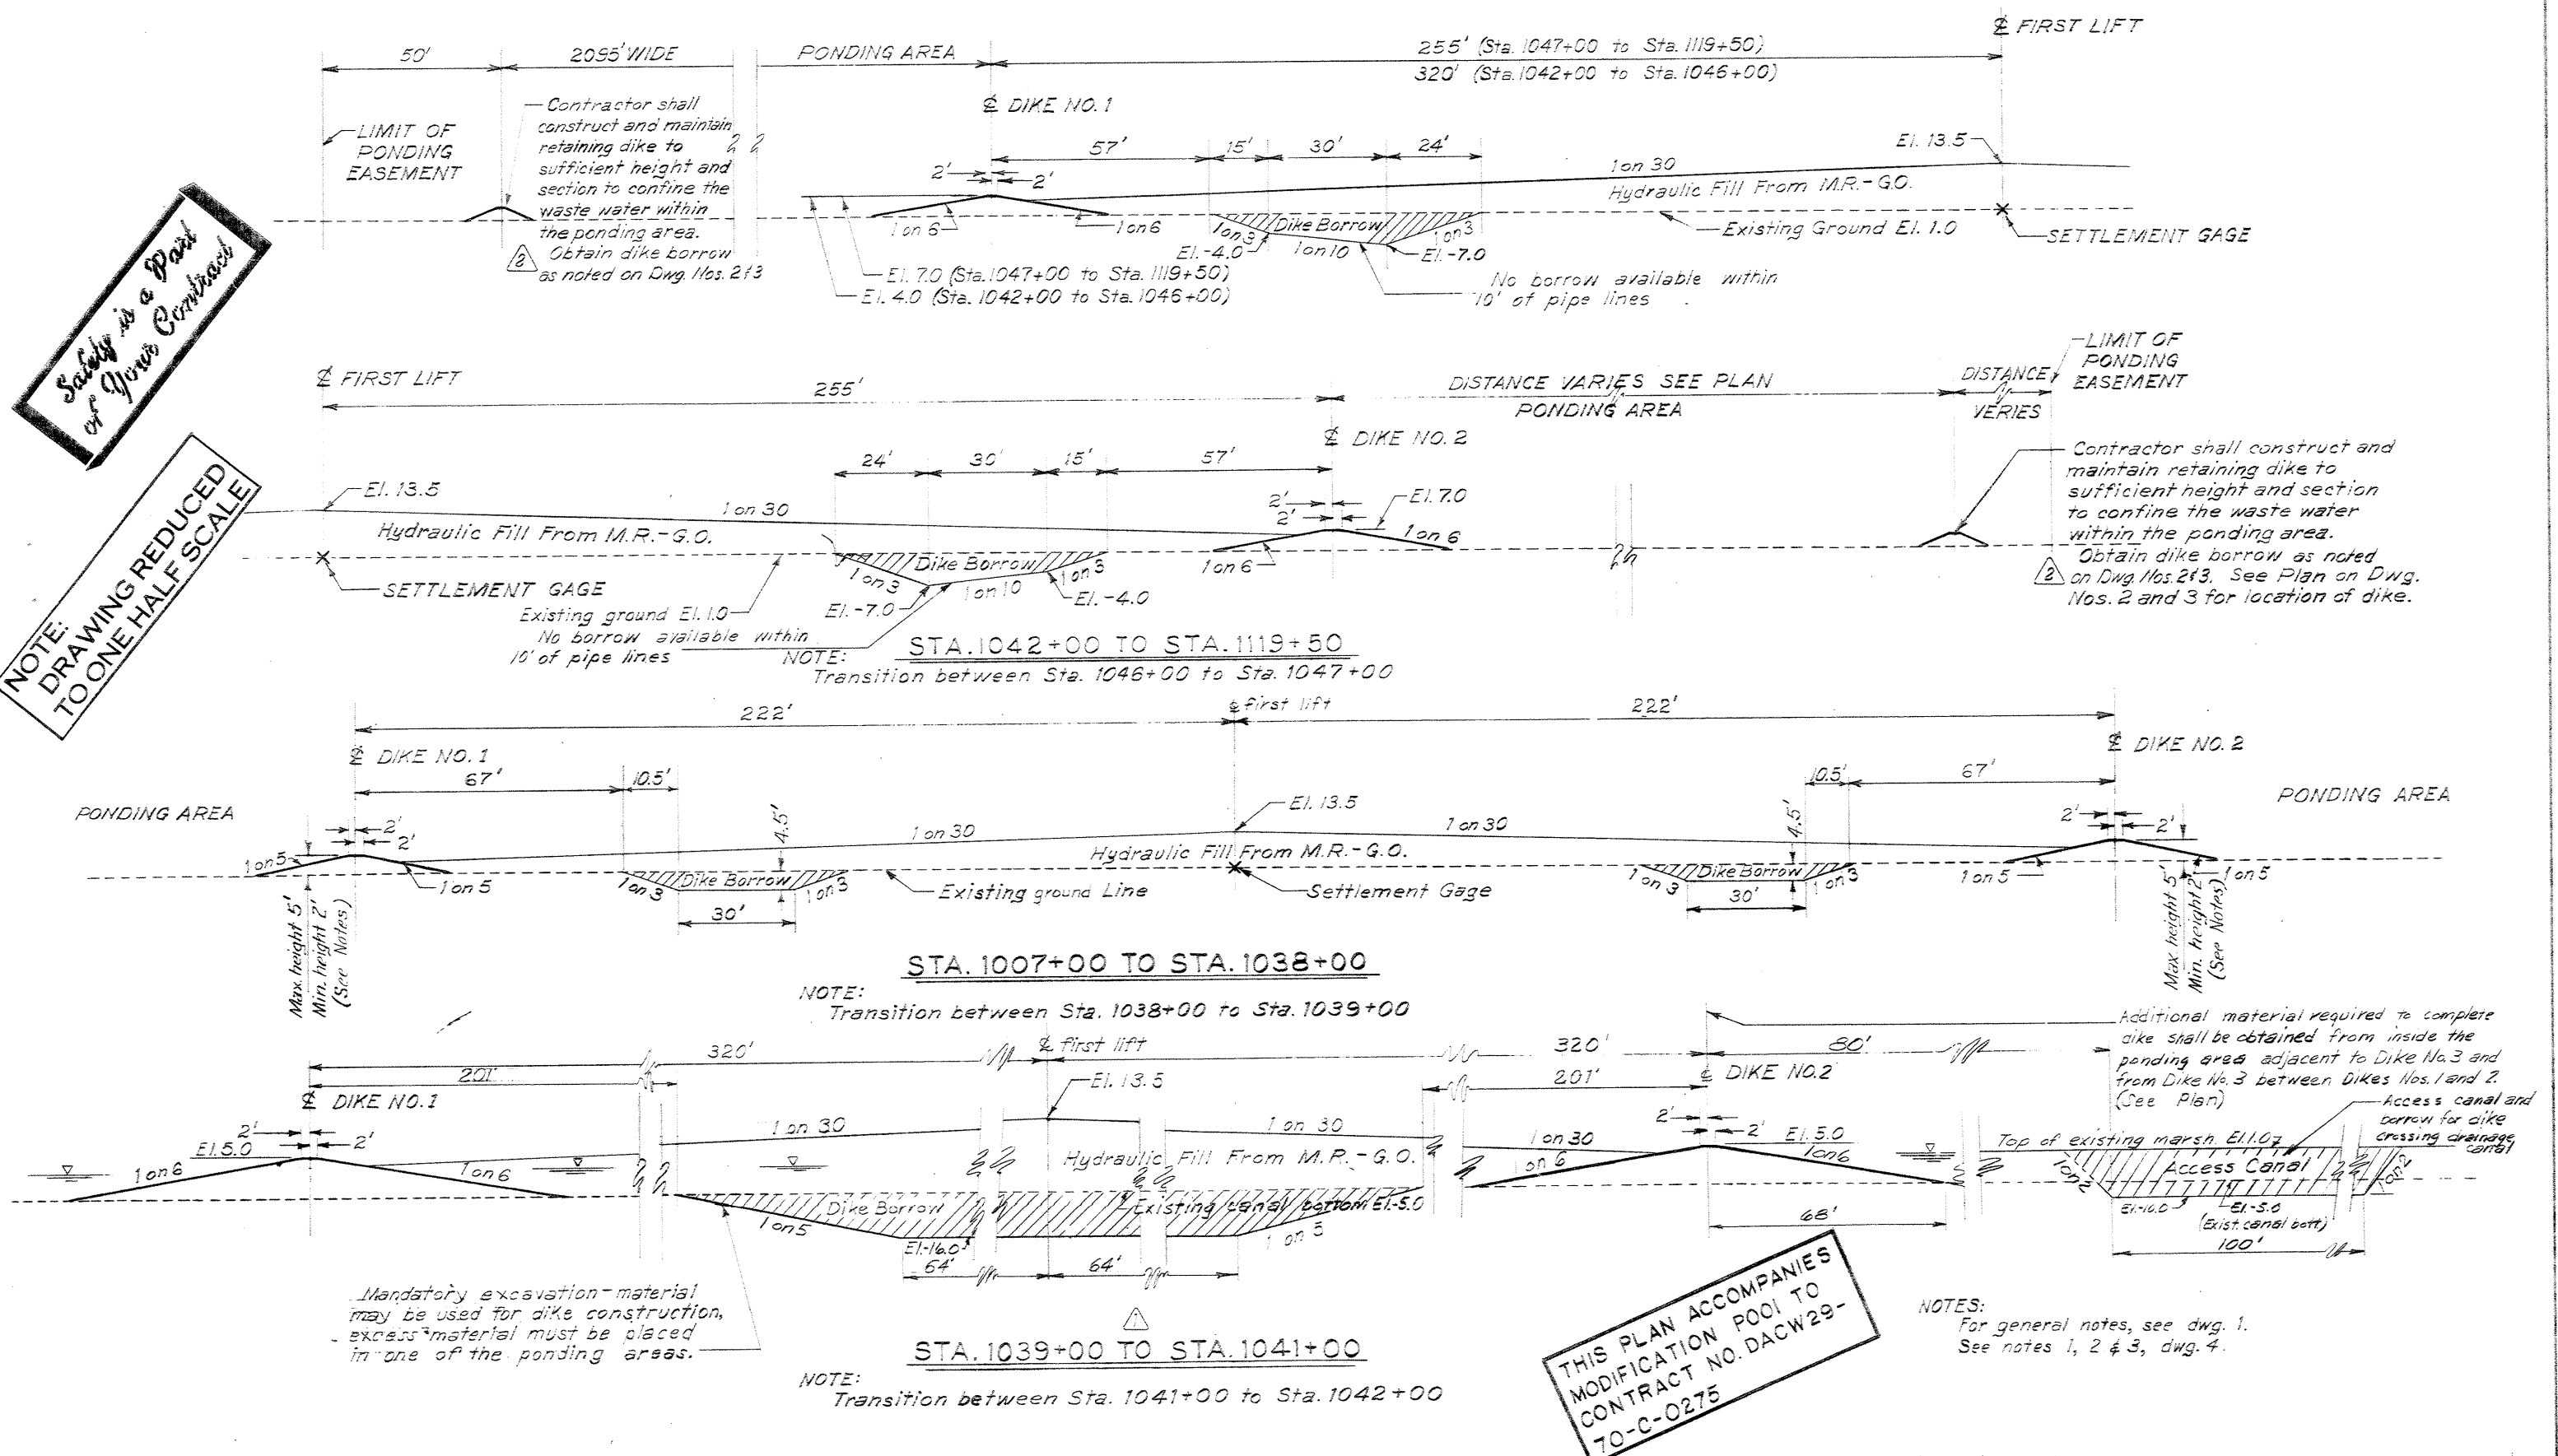 ℄ FIRST LIFT
50'
2095' WIDE
PONDING AREA
255' (Sta. 1047+00 to Sta. 1119+50)
320' (Sta. 1042+00 to Sta. 1046+00)
℄ DIKE NO. 1
LIMIT OF
PONDING
EASEMENT
Contractor shall
construct and maintain
retaining dike to
sufficient height and
section to confine the
waste water within
the ponding area.
2 Obtain dike borrow
as noted on Dwg. Nos. 2 & 3
57'
15'
30'
24'
2'
2'
El. 13.5
1 on 30
Hydraulic Fill From M.R.-G.O.
1 on 6
1 on 6
1 on 3
Dike Borrow
1 on 3
El. -4.0
1 on 10
El. -7.0
Existing Ground El. 1.0
SETTLEMENT GAGE
El. 7.0 (Sta. 1047+00 to Sta. 1119+50)
El. 4.0 (Sta. 1042+00 to Sta. 1046+00)
No borrow available within
10' of pipe lines
Safety is a Part
of Your Contract
NOTE:
DRAWING REDUCED
TO ONE HALF SCALE
℄ FIRST LIFT
255'
DISTANCE VARIES SEE PLAN
PONDING AREA
DISTANCE
VERIES
LIMIT OF
PONDING
EASEMENT
℄ DIKE NO. 2
24'
30'
15'
57'
El. 13.5
1 on 30
Hydraulic Fill From M.R.-G.O.
2'
2'
El. 7.0
1 on 6
1 on 6
Dike Borrow
1 on 3
1 on 10
1 on 3
El. -7.0
El. -4.0
SETTLEMENT GAGE
Existing ground El. 1.0
No borrow available within
10' of pipe lines
Contractor shall construct and
maintain retaining dike to
sufficient height and section
to confine the waste water
within the ponding area.
Obtain dike borrow as noted
2 on Dwg. Nos. 2 & 3. See Plan on Dwg.
Nos. 2 and 3 for location of dike.
STA. 1042+00 TO STA. 1119+50
NOTE:
Transition between Sta. 1046+00 to Sta. 1047+00
222'
℄ first lift
222'
℄ DIKE NO. 1
℄ DIKE NO. 2
67'
10.5'
10.5'
67'
PONDING AREA
PONDING AREA
2'
2'
4.5'
1 on 30
El. 13.5
1 on 30
4.5'
2'
2'
Hydraulic Fill From M.R.-G.O.
1 on 5
1 on 5
1 on 3
Dike Borrow
1 on 3
30'
Existing ground Line
Settlement Gage
1 on 3
Dike Borrow
1 on 3
30'
1 on 5
1 on 5
Max. height 5'
Min. height 2'
(See Notes)
Max. height 5'
Min. height 2'
(See Notes)
STA. 1007+00 TO STA. 1038+00
NOTE:
Transition between Sta. 1038+00 to Sta. 1039+00
320'
℄ first lift
320'
80'
201'
201'
℄ DIKE NO. 1
El. 13.5
℄ DIKE NO. 2
Additional material required to complete
dike shall be obtained from inside the
ponding area adjacent to Dike No. 3 and
from Dike No. 3 between Dikes Nos. 1 and 2.
(See Plan)
Access canal and
borrow for dike
crossing drainage
canal
2'
2'
El. 5.0
1 on 6
1 on 6
1 on 30
1 on 30
Hydraulic Fill From M.R.-G.O.
1 on 30
1 on 6
2'
2'
El. 5.0
1 on 6
Top of existing marsh El. 1.0
Access Canal
El. -16.0
El. -5.0
(Exist. canal bott)
100'
68'
Dike Borrow
1 on 5
El. -16.0
Existing canal bottom El. -5.0
1 on 5
64'
64'
Mandatory excavation-material
may be used for dike construction,
excess material must be placed
in one of the ponding areas.
1
STA. 1039+00 TO STA. 1041+00
NOTE:
Transition between Sta. 1041+00 to Sta. 1042+00
THIS PLAN ACCOMPANIES
MODIFICATION P001 TO
CONTRACT NO. DACW29-
70-C-0275
NOTES:
For general notes, see dwg. 1.
See notes 1, 2 & 3, dwg. 4.